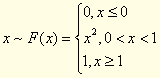 x ~ F(x) = { 0, x ≤ 0
x², 0 < x < 1
1, x ≥ 1